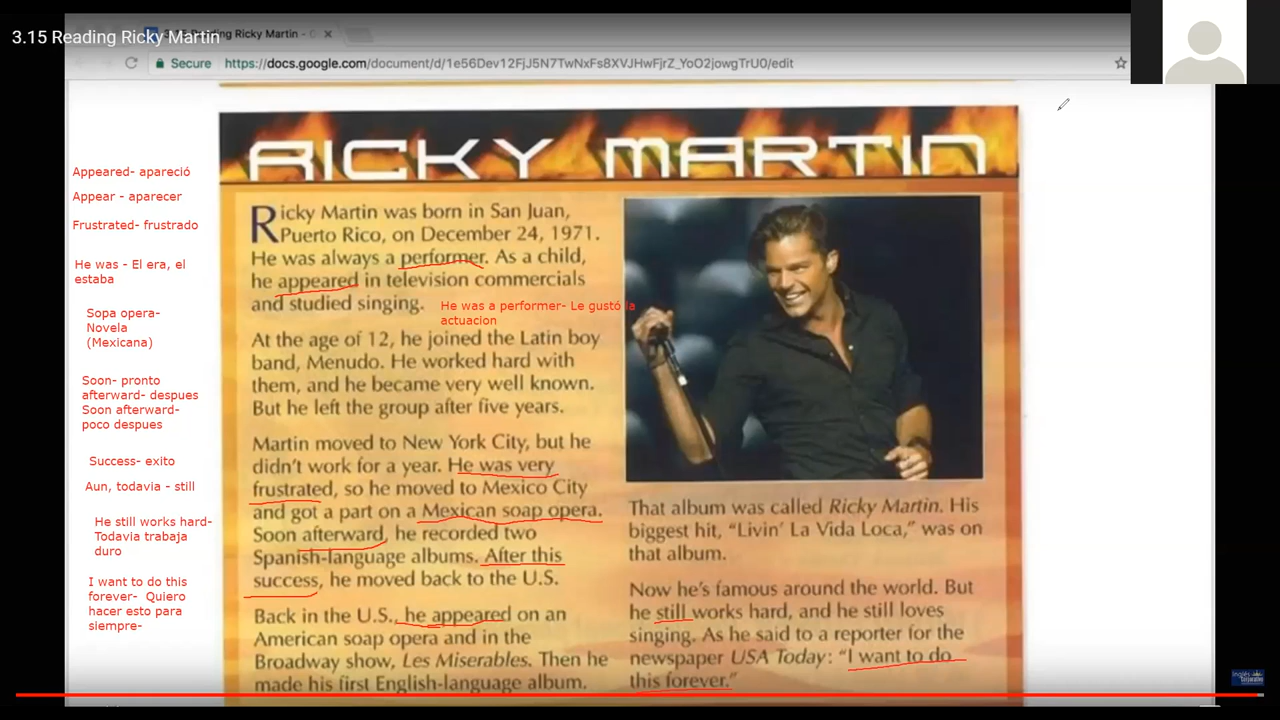 3.15 Reading Ricky Martin
3.15 Reading Ricky Martin -
Secure
https://docs.google.com/document/d/1e56Dev12FjJ5N7TwNxFs8XVJHwFjrZ_YoO2jowgTrU0/edit
RICKY MARTIN
Appeared- apareció
Appear - aparecer
Frustrated- frustrado
He was - El era, el
estaba
Sopa opera-
Novela
(Mexicana)
Soon- pronto
afterward- despues
Soon afterward-
poco despues
Success- exito
Aun, todavia - still
He still works hard-
Todavia trabaja
duro
I want to do this
forever- Quiero
hacer esto para
siempre-
Ricky Martin was born in San Juan,
Puerto Rico, on December 24, 1971.
He was always a performer. As a child,
he appeared in television commercials
and studied singing.
He was a performer- Le gustó la
actuacion
At the age of 12, he joined the Latin boy
band, Menudo. He worked hard with
them, and he became very well known.
But he left the group after five years.
Martin moved to New York City, but he
didn't work for a year. He was very
frustrated, so he moved to Mexico City
and got a part on a Mexican soap opera.
Soon afterward, he recorded two
Spanish-language albums. After this
success, he moved back to the U.S.
Back in the U.S., he appeared on an
American soap opera and in the
Broadway show, Les Miserables. Then he
made his first English-language album.
That album was called Ricky Martin. His
biggest hit, "Livin' La Vida Loca," was on
that album.
Now he's famous around the world. But
he still works hard, and he still loves
singing. As he said to a reporter for the
newspaper USA Today: "I want to do
this forever."